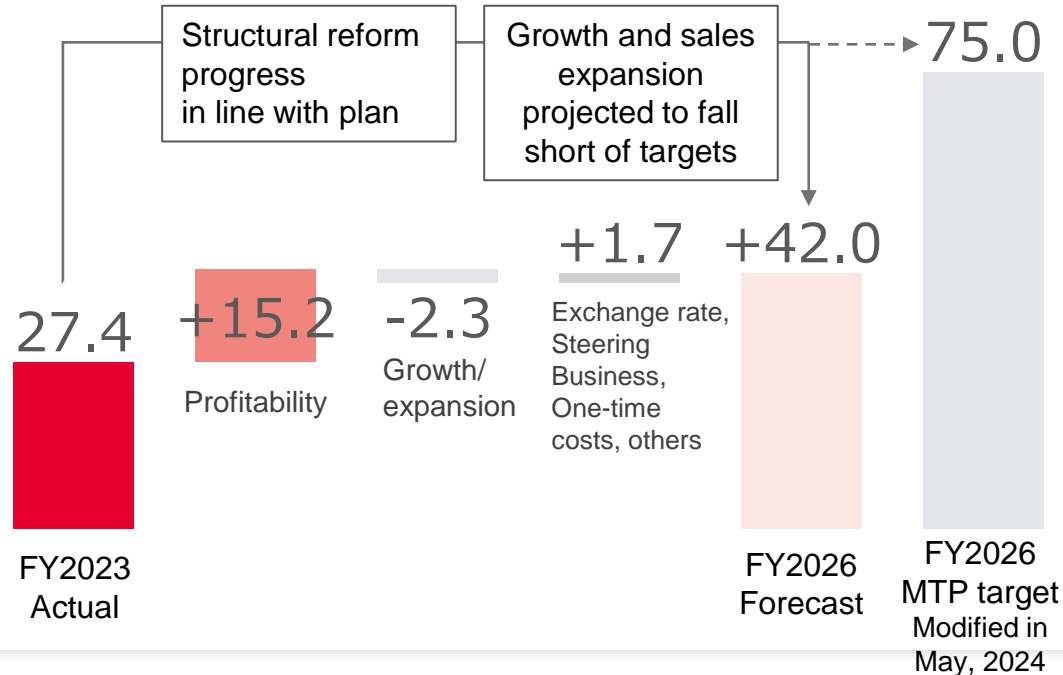 Structural reform
progress
in line with plan
Growth and sales
expansion
projected to fall
short of targets
75.0
27.4
+15.2
-2.3
+1.7
+42.0
Profitability
Growth/
expansion
Exchange rate,
Steering
Business,
One-time
costs, others
FY2023
Actual
FY2026
Forecast
FY2026
MTP target
Modified in
May, 2024